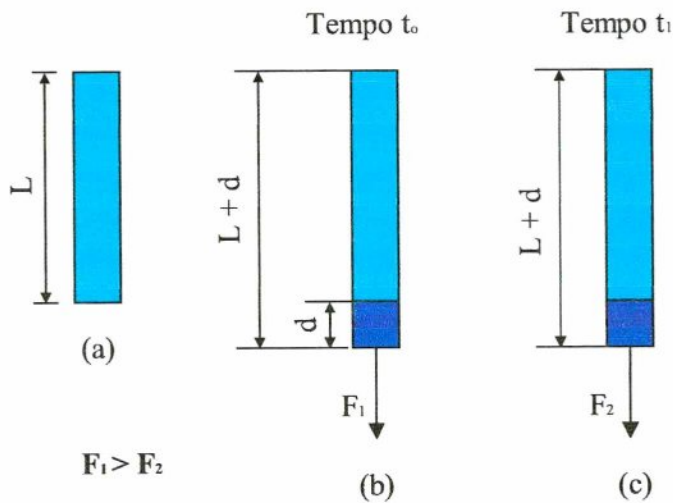 Tempo t₀
Tempo t₁
L
L + d
d
L + d
(a)
F₁
F₂
F₁ > F₂
(b)
(c)